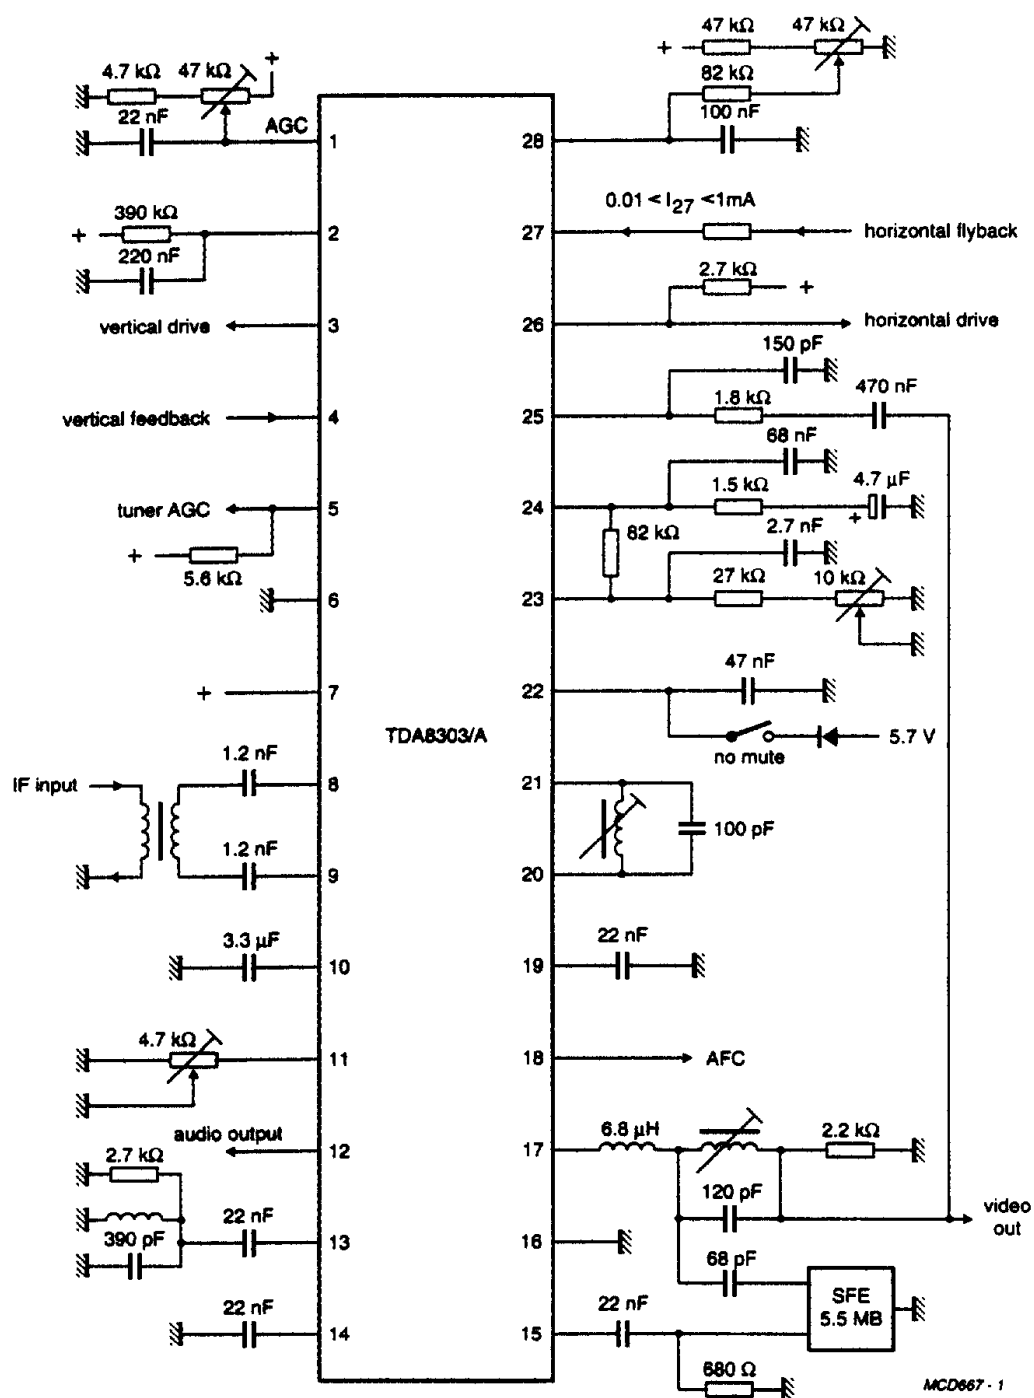 47 kΩ 47 kΩ
4.7 kΩ 47 kΩ
82 kΩ
22 nF
100 nF
AGC
1
28
390 kΩ
0.01 < I27 <1mA
2
27
horizontal flyback
220 nF
2.7 kΩ
vertical drive
3
26
horizontal drive
150 pF
470 nF
vertical feedback
4
25
1.8 kΩ
68 nF
tuner AGC
5
24
1.5 kΩ
4.7 µF
82 kΩ
2.7 nF
5.6 kΩ
6
23
27 kΩ
10 kΩ
47 nF
7
22
TDA8303/A
no mute
5.7 V
1.2 nF
IF input
8
21
100 pF
1.2 nF
9
20
3.3 µF
22 nF
10
19
4.7 kΩ
11
18
AFC
audio output
12
17
6.8 µH
2.2 kΩ
2.7 kΩ
120 pF
video out
390 pF
22 nF
13
16
68 pF
22 nF
22 nF
SFE
5.5 MB
14
15
680 Ω
MCD667 - 1